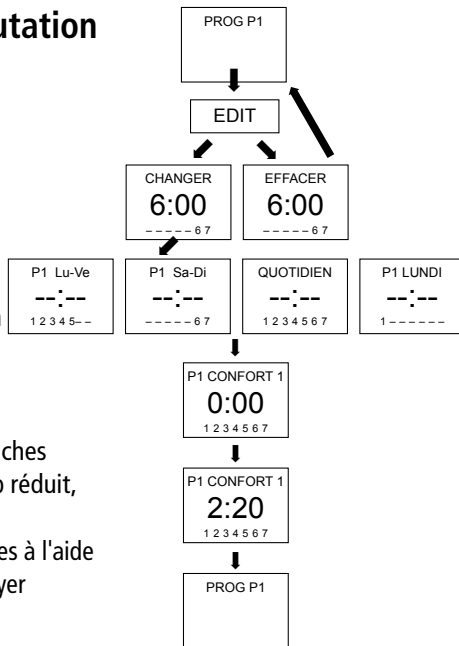 utation
PROG P1
EDIT
CHANGER
6:00
– – – – – 6 7
EFFACER
6:00
– – – – – 6 7
P1 Lu-Ve
--:--
1 2 3 4 5 – –
P1 Sa-Di
--:--
– – – – – 6 7
QUOTIDIEN
--:--
1 2 3 4 5 6 7
P1 LUNDI
--:--
1 – – – – – –
P1 CONFORT 1
0:00
1 2 3 4 5 6 7
P1 CONFORT 1
2:20
1 2 3 4 5 6 7
PROG P1
ches
réduit,
es à l'aide
yer